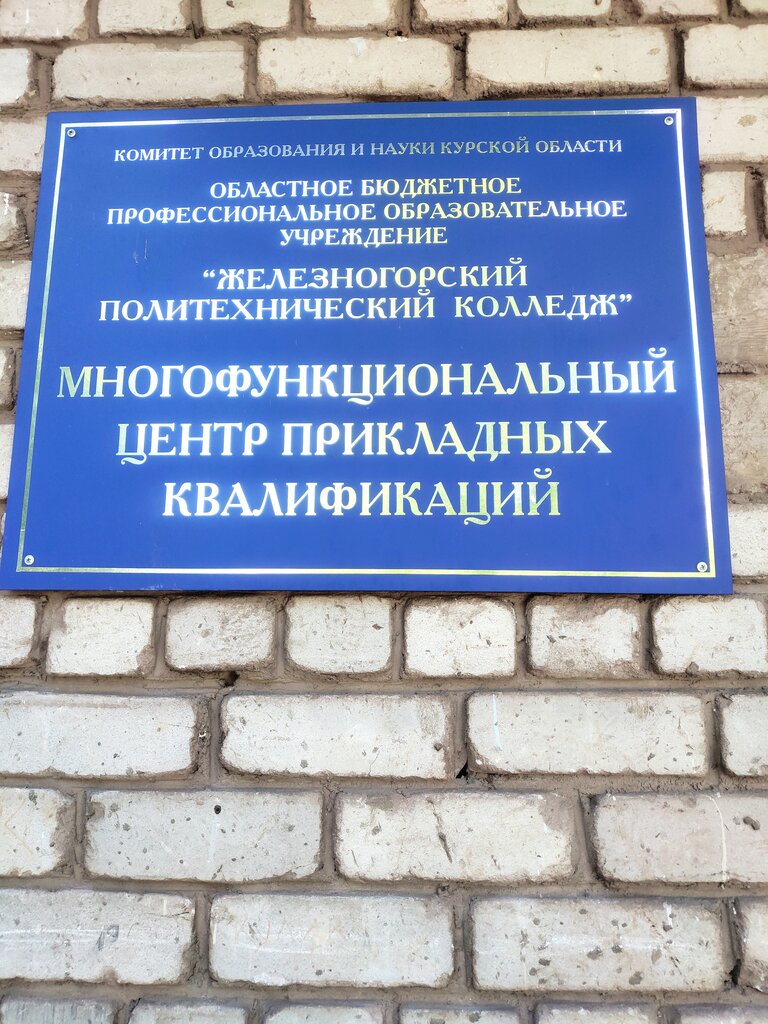 КОМИТЕТ ОБРАЗОВАНИЯ И НАУКИ КУРСКОЙ ОБЛАСТИ
ОБЛАСТНОЕ БЮДЖЕТНОЕ
ПРОФЕССИОНАЛЬНОЕ ОБРАЗОВАТЕЛЬНОЕ
УЧРЕЖДЕНИЕ
“ЖЕЛЕЗНОГОРСКИЙ
ПОЛИТЕХНИЧЕСКИЙ КОЛЛЕДЖ”
МНОГОФУНКЦИОНАЛЬНЫЙ
ЦЕНТР ПРИКЛАДНЫХ
КВАЛИФИКАЦИЙ